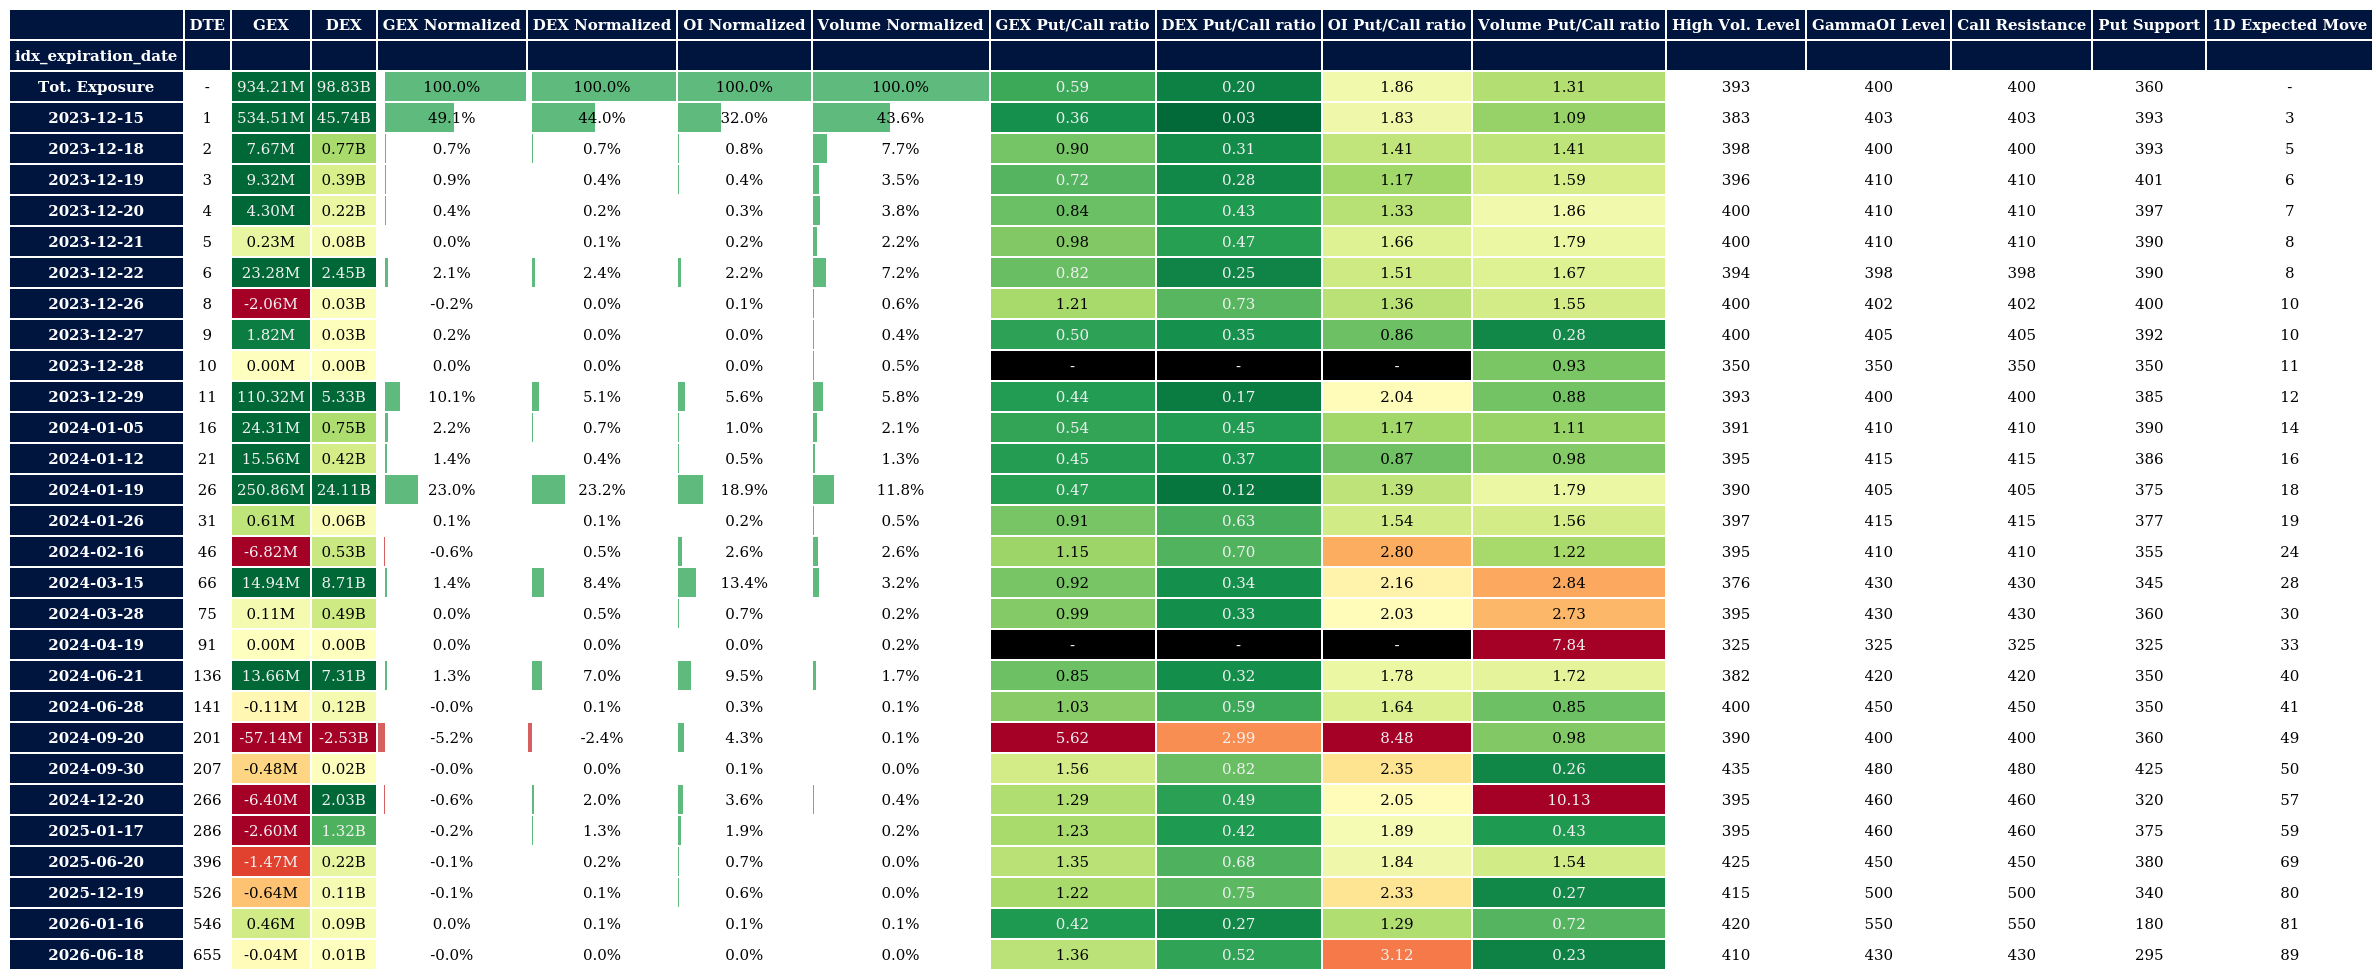 DTE GEX DEX GEX Normalized DEX Normalized OI Normalized Volume Normalized GEX Put/Call ratio DEX Put/Call ratio OI Put/Call ratio Volume Put/Call ratio High Vol. Level GammaOI Level Call Resistance Put Support 1D Expected Move
idx_expiration_date
Tot. Exposure - 934.21M 98.83B 100.0% 100.0% 100.0% 100.0% 0.59 0.20 1.86 1.31 393 400 400 360 -
2023-12-15 1 534.51M 45.74B 49.1% 44.0% 32.0% 43.6% 0.36 0.03 1.83 1.09 383 403 403 393 3
2023-12-18 2 7.67M 0.77B 0.7% 0.7% 0.8% 7.7% 0.90 0.31 1.41 1.41 398 400 400 393 5
2023-12-19 3 9.32M 0.39B 0.9% 0.4% 0.4% 3.5% 0.72 0.28 1.17 1.59 396 410 410 401 6
2023-12-20 4 4.30M 0.22B 0.4% 0.2% 0.3% 3.8% 0.84 0.43 1.33 1.86 400 410 410 397 7
2023-12-21 5 0.23M 0.08B 0.0% 0.1% 0.2% 2.2% 0.98 0.47 1.66 1.79 400 410 410 390 8
2023-12-22 6 23.28M 2.45B 2.1% 2.4% 2.2% 7.2% 0.82 0.25 1.51 1.67 394 398 398 390 8
2023-12-26 8 -2.06M 0.03B -0.2% 0.0% 0.1% 0.6% 1.21 0.73 1.36 1.55 400 402 402 400 10
2023-12-27 9 1.82M 0.03B 0.2% 0.0% 0.0% 0.4% 0.50 0.35 0.86 0.28 400 405 405 392 10
2023-12-28 10 0.00M 0.00B 0.0% 0.0% 0.0% 0.5% - - - 0.93 350 350 350 350 11
2023-12-29 11 110.32M 5.33B 10.1% 5.1% 5.6% 5.8% 0.44 0.17 2.04 0.88 393 400 400 385 12
2024-01-05 16 24.31M 0.75B 2.2% 0.7% 1.0% 2.1% 0.54 0.45 1.17 1.11 391 410 410 390 14
2024-01-12 21 15.56M 0.42B 1.4% 0.4% 0.5% 1.3% 0.45 0.37 0.87 0.98 395 415 415 386 16
2024-01-19 26 250.86M 24.11B 23.0% 23.2% 18.9% 11.8% 0.47 0.12 1.39 1.79 390 405 405 375 18
2024-01-26 31 0.61M 0.06B 0.1% 0.1% 0.2% 0.5% 0.91 0.63 1.54 1.56 397 415 415 377 19
2024-02-16 46 -6.82M 0.53B -0.6% 0.5% 2.6% 2.6% 1.15 0.70 2.80 1.22 395 410 410 355 24
2024-03-15 66 14.94M 8.71B 1.4% 8.4% 13.4% 3.2% 0.92 0.34 2.16 2.84 376 430 430 345 28
2024-03-28 75 0.11M 0.49B 0.0% 0.5% 0.7% 0.2% 0.99 0.33 2.03 2.73 395 430 430 360 30
2024-04-19 91 0.00M 0.00B 0.0% 0.0% 0.0% 0.2% - - - 7.84 325 325 325 325 33
2024-06-21 136 13.66M 7.31B 1.3% 7.0% 9.5% 1.7% 0.85 0.32 1.78 1.72 382 420 420 350 40
2024-06-28 141 -0.11M 0.12B -0.0% 0.1% 0.3% 0.1% 1.03 0.59 1.64 0.85 400 450 450 350 41
2024-09-20 201 -57.14M -2.53B -5.2% -2.4% 4.3% 0.1% 5.62 2.99 8.48 0.98 390 400 400 360 49
2024-09-30 207 -0.48M 0.02B -0.0% 0.0% 0.1% 0.0% 1.56 0.82 2.35 0.26 435 480 480 425 50
2024-12-20 266 -6.40M 2.03B -0.6% 2.0% 3.6% 0.4% 1.29 0.49 2.05 10.13 395 460 460 320 57
2025-01-17 286 -2.60M 1.32B -0.2% 1.3% 1.9% 0.2% 1.23 0.42 1.89 0.43 395 460 460 375 59
2025-06-20 396 -1.47M 0.22B -0.1% 0.2% 0.7% 0.0% 1.35 0.68 1.84 1.54 425 450 450 380 69
2025-12-19 526 -0.64M 0.11B -0.1% 0.1% 0.6% 0.0% 1.22 0.75 2.33 0.27 415 500 500 340 80
2026-01-16 546 0.46M 0.09B 0.0% 0.1% 0.1% 0.1% 0.42 0.27 1.29 0.72 420 550 550 180 81
2026-06-18 655 -0.04M 0.01B -0.0% 0.0% 0.0% 0.0% 1.36 0.52 3.12 0.23 410 430 430 295 89